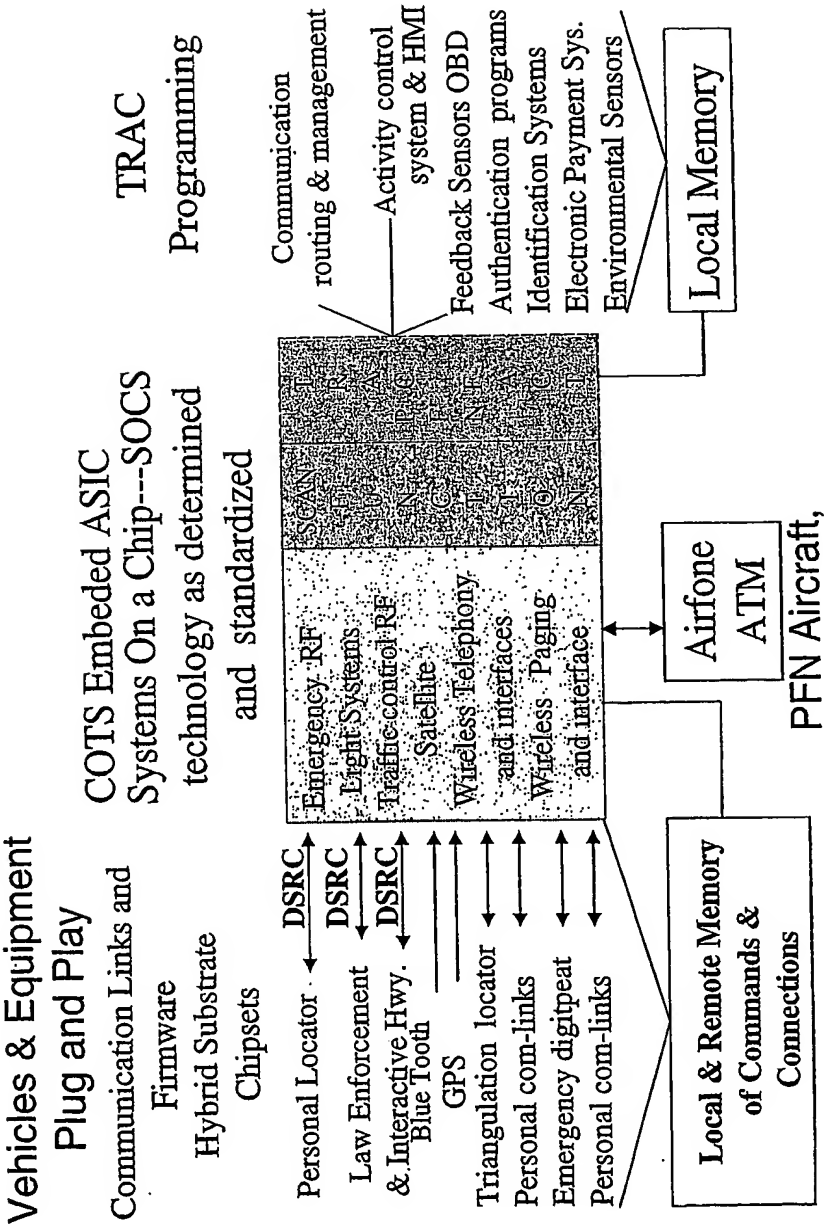 Vehicles & Equipment
Plug and Play
Communication Links and
Firmware
Hybrid Substrate
Chipsets
COTS Embeded ASIC
Systems On a Chip---SOCS
technology as determined
and standardized
TRAC
Programming
Personal Locator
Law Enforcement
& Interactive Hwy.
Blue Tooth
GPS
Triangulation locator
Personal com-links
Emergency digitpeat
Personal com-links
DSRC
DSRC
DSRC
Emergency RF
Light Systems
Traffic control RF
Satellite
Wireless Telephony
and interfaces
Wireless Paging
and interface
SCAN
Communication
routing & management
Activity control
system & HMI
Feedback Sensors OBD
Authentication programs
Identification Systems
Electronic Payment Sys.
Environmental Sensors
Local & Remote Memory
of Commands &
Connections
Airfone
ATM
Local Memory
PFN Aircraft,